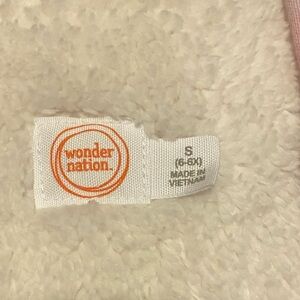 wonder
nation.
S
(6-6X)
MADE IN
VIETNAM